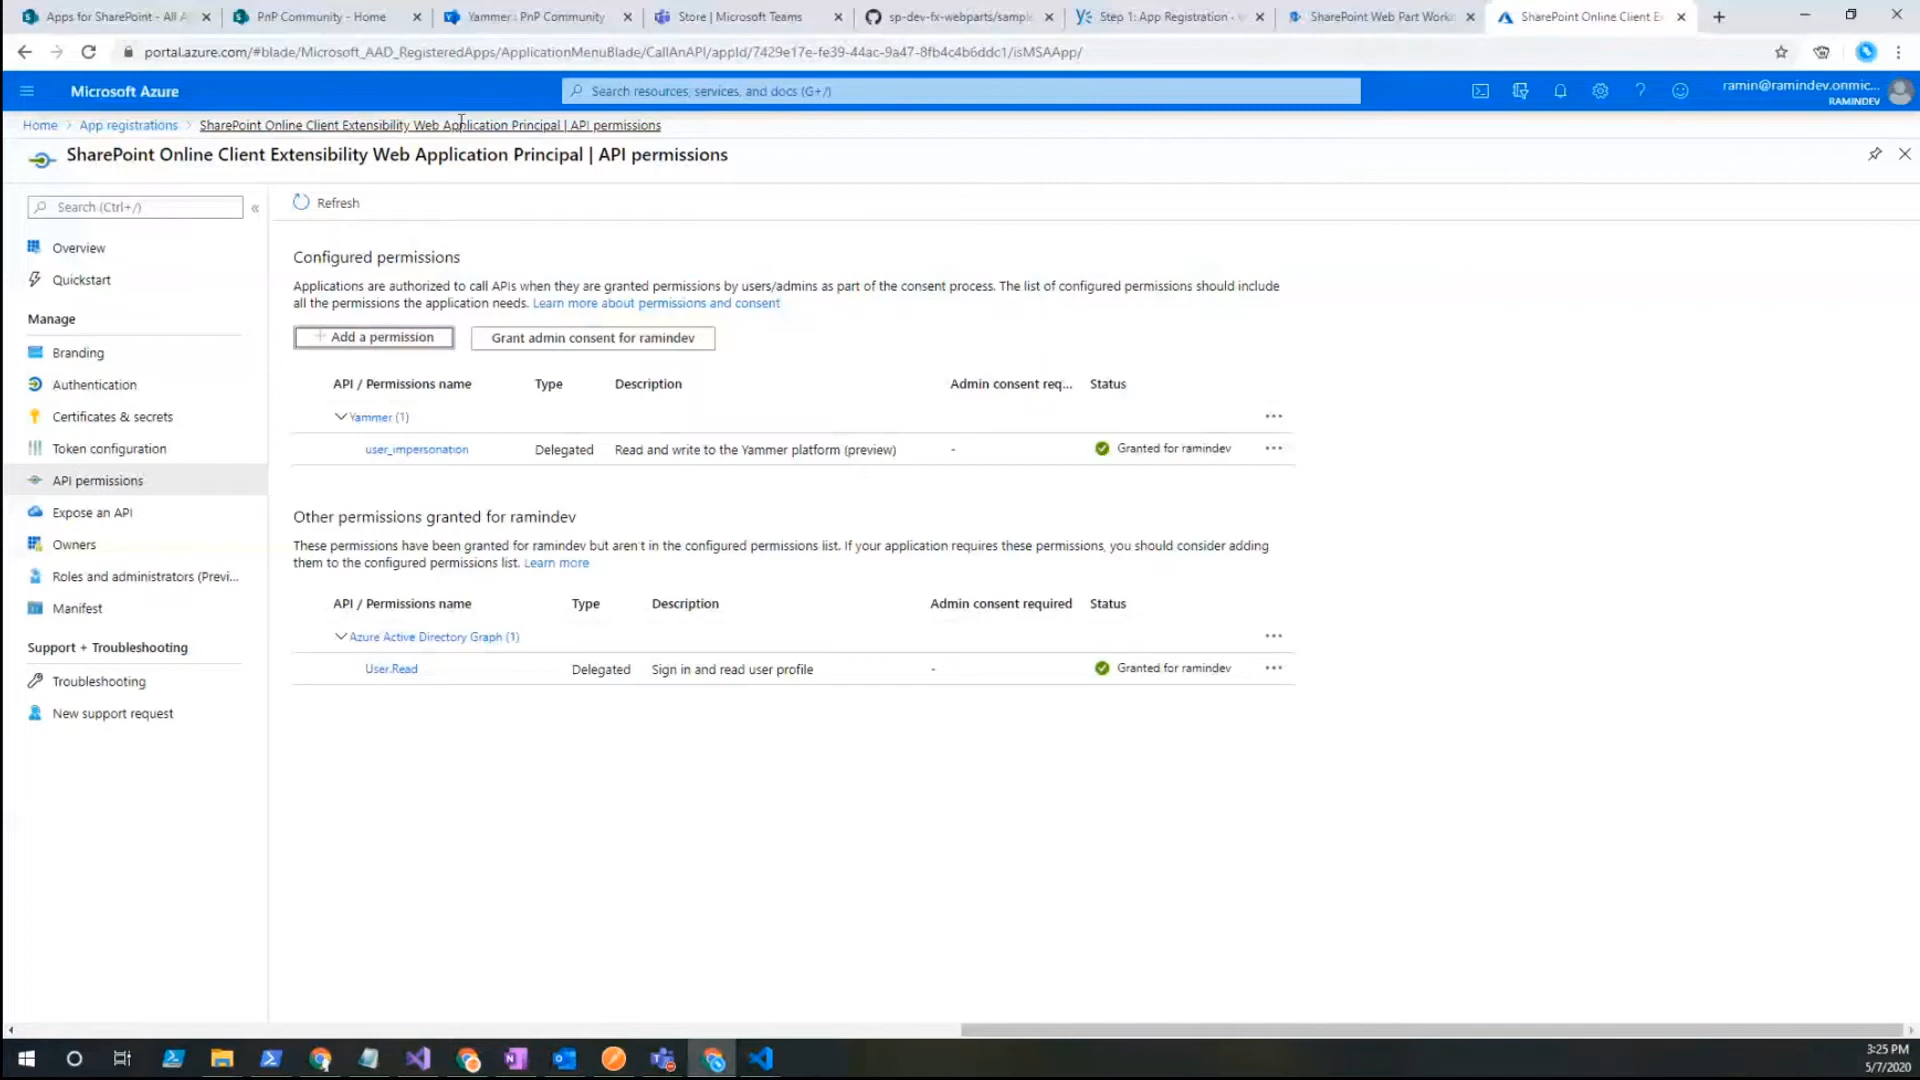 Apps for SharePoint - All A
PnP Community - Home
Yammer : PnP Community
Store | Microsoft Teams
sp-dev-fx-webparts/sampl
Step 1: App Registration -
SharePoint Web Part Work
SharePoint Online Client E
portal.azure.com/#blade/Microsoft_AAD_RegisteredApps/ApplicationMenuBlade/CallAnAPI/appId/7429e17e-fe39-44ac-9a47-8fb4c4b6ddc1/isMSAApp/
Microsoft Azure
Search resources, services, and docs (G+/)
ramin@ramindev.onmic...
RAMINDEV
Home > App registrations > SharePoint Online Client Extensibility Web Application Principal | API permissions
SharePoint Online Client Extensibility Web Application Principal | API permissions
Search (Ctrl+/)
«
Overview
Quickstart
Manage
Branding
Authentication
Certificates & secrets
Token configuration
API permissions
Expose an API
Owners
Roles and administrators (Previ...
Manifest
Support + Troubleshooting
Troubleshooting
New support request
Refresh
Configured permissions
Applications are authorized to call APIs when they are granted permissions by users/admins as part of the consent process. The list of configured permissions should include
all the permissions the application needs. Learn more about permissions and consent
+ Add a permission
Grant admin consent for ramindev
API / Permissions name Type Description Admin consent req... Status
Yammer (1) ...
user_impersonation Delegated Read and write to the Yammer platform (preview) - Granted for ramindev ...
Other permissions granted for ramindev
These permissions have been granted for ramindev but aren't in the configured permissions list. If your application requires these permissions, you should consider adding
them to the configured permissions list. Learn more
API / Permissions name Type Description Admin consent required Status
Azure Active Directory Graph (1) ...
User.Read Delegated Sign in and read user profile - Granted for ramindev ...
3:25 PM
5/7/2020